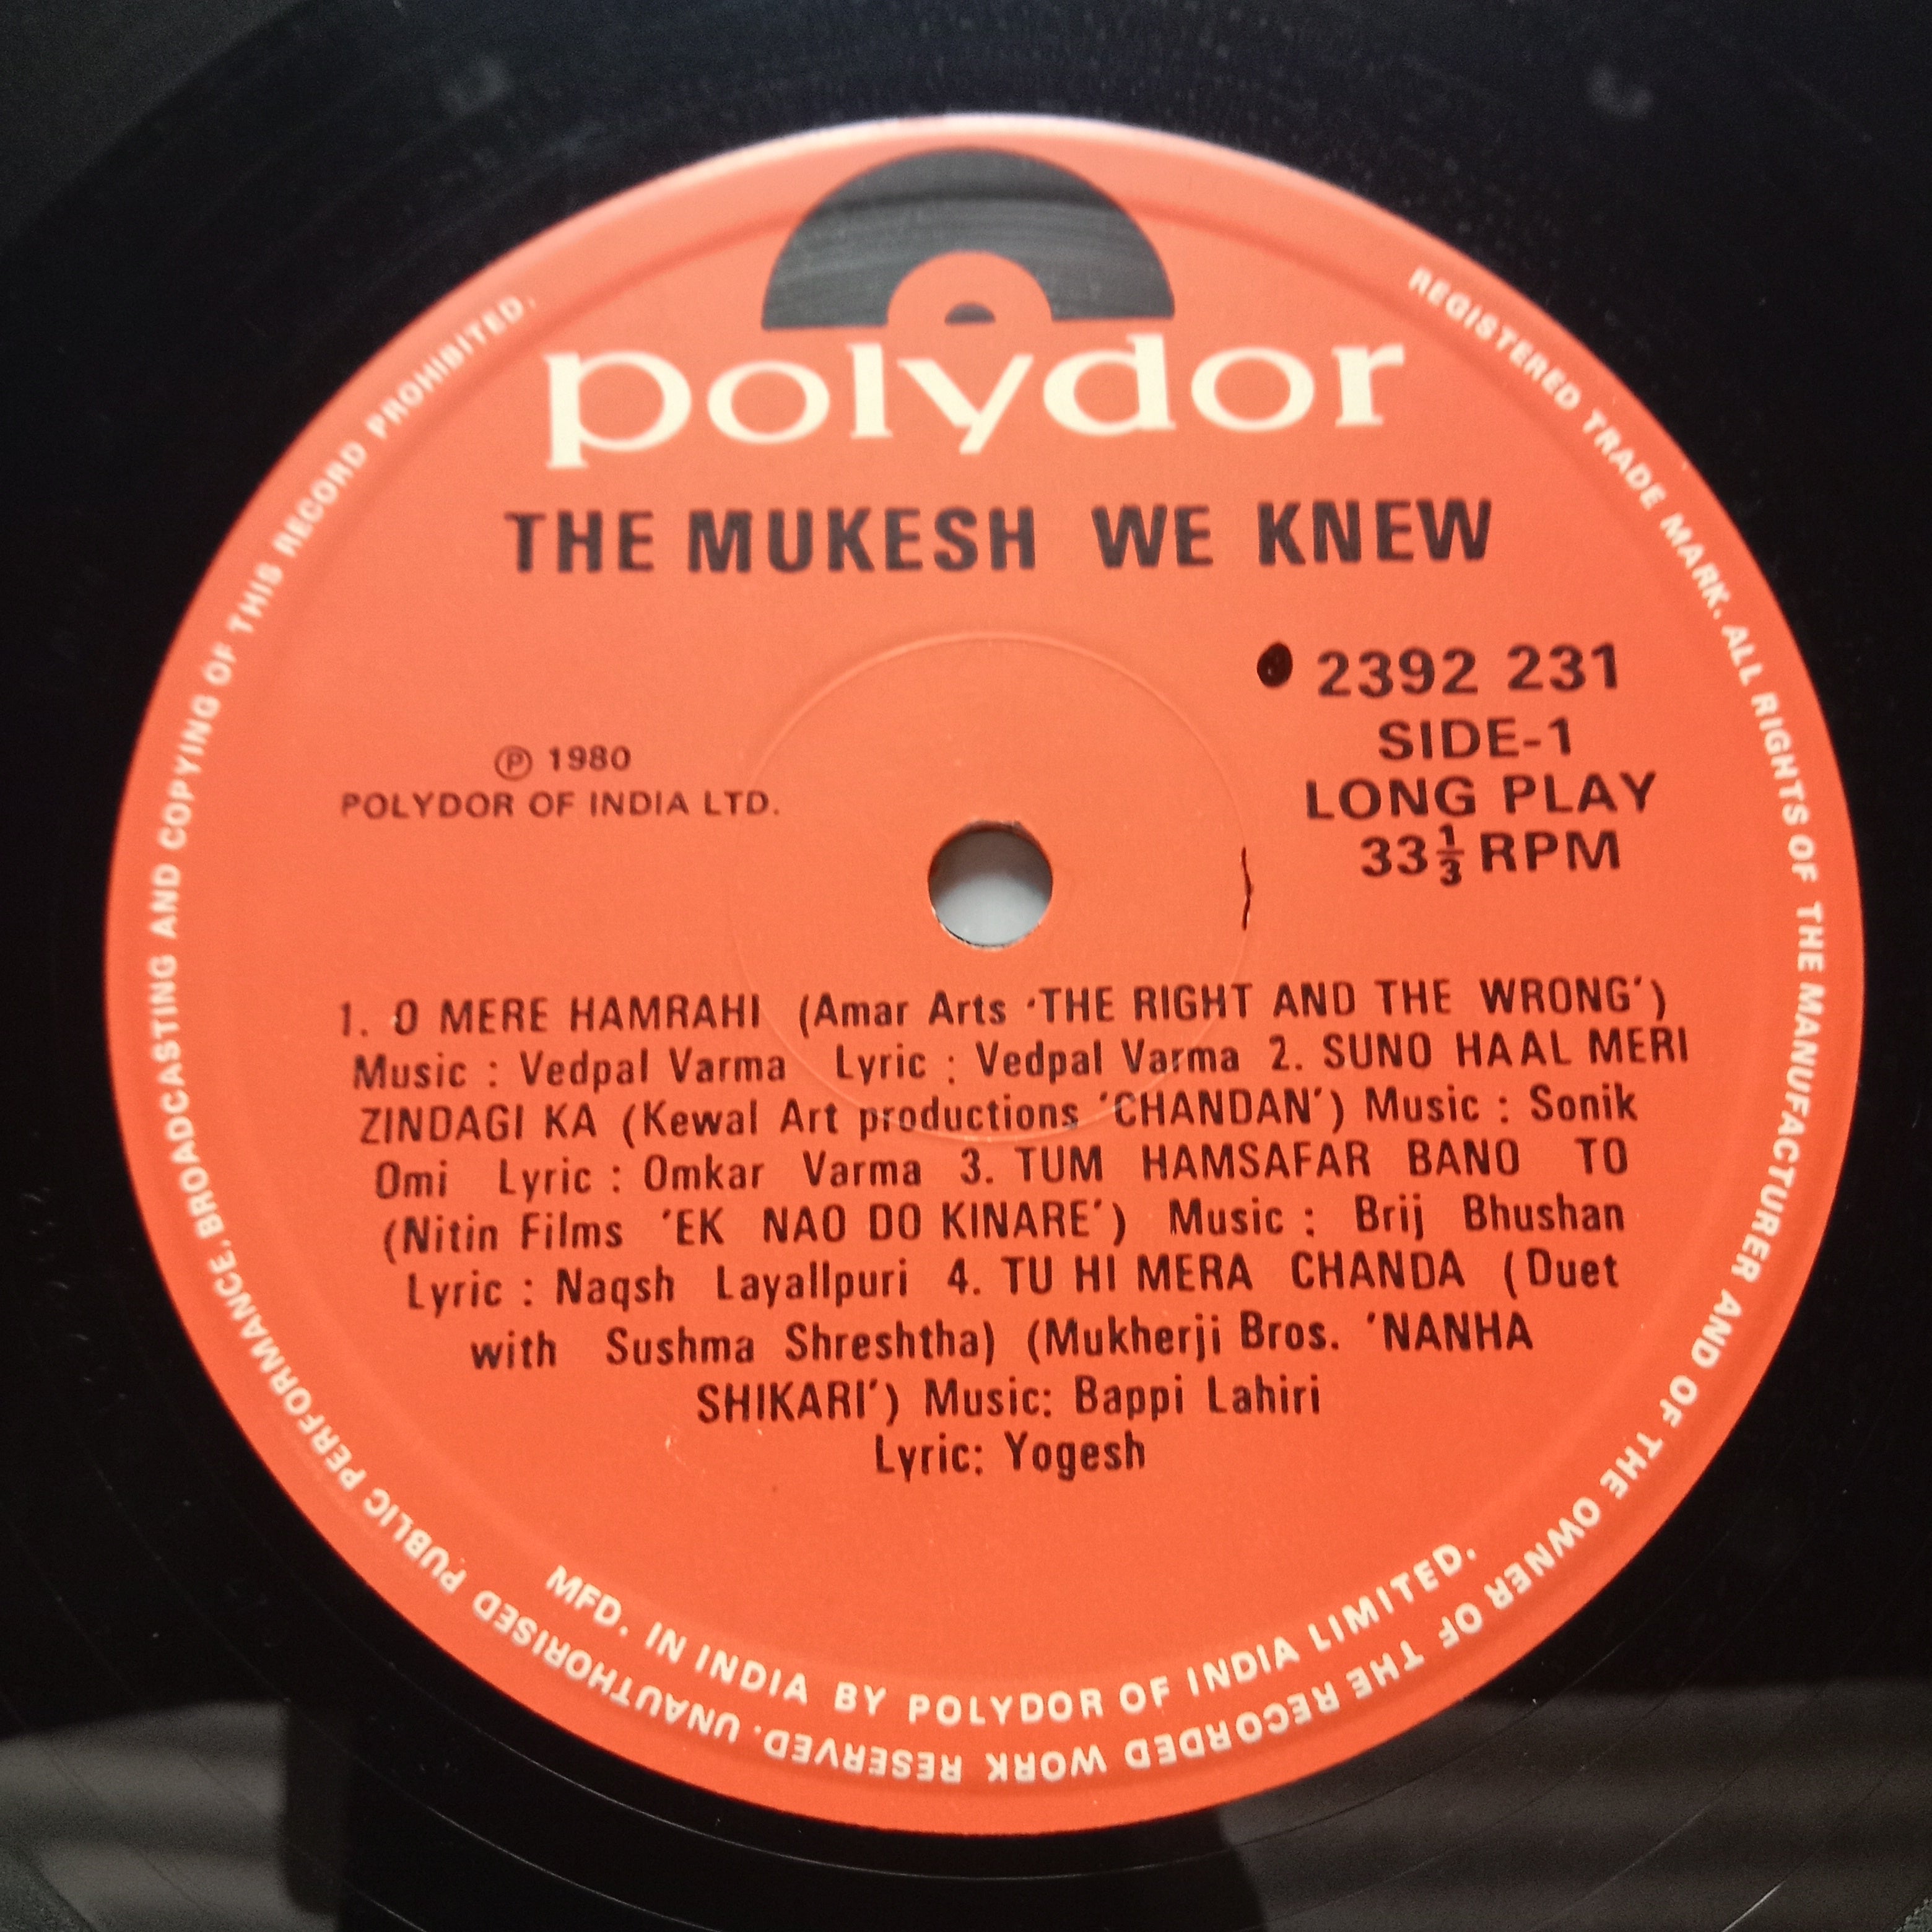 polydor
THE MUKESH WE KNEW
2392 231
SIDE-1
LONG PLAY
33⅓ RPM
Ⓟ 1980
POLYDOR OF INDIA LTD.
1. O MERE HAMRAHI (Amar Arts 'THE RIGHT AND THE WRONG')
Music : Vedpal Varma Lyric : Vedpal Varma 2. SUNO HAAL MERI
ZINDAGI KA (Kewal Art productions 'CHANDAN') Music : Sonik
Omi Lyric : Omkar Varma 3. TUM HAMSAFAR BANO TO
(Nitin Films 'EK NAO DO KINARE') Music : Brij Bhushan
Lyric : Naqsh Layallpuri 4. TU HI MERA CHANDA (Duet
with Sushma Shreshtha) (Mukherji Bros. 'NANHA
SHIKARI') Music: Bappi Lahiri
Lyric: Yogesh
MFD. IN INDIA BY POLYDOR OF INDIA LIMITED.
REGISTERED TRADE MARK. ALL RIGHTS OF THE MANUFACTURER AND OF THE OWNER OF THE RECORDED WORK RESERVED. UNAUTHORISED PUBLIC PERFORMANCE, BROADCASTING AND COPYING OF THIS RECORD PROHIBITED.